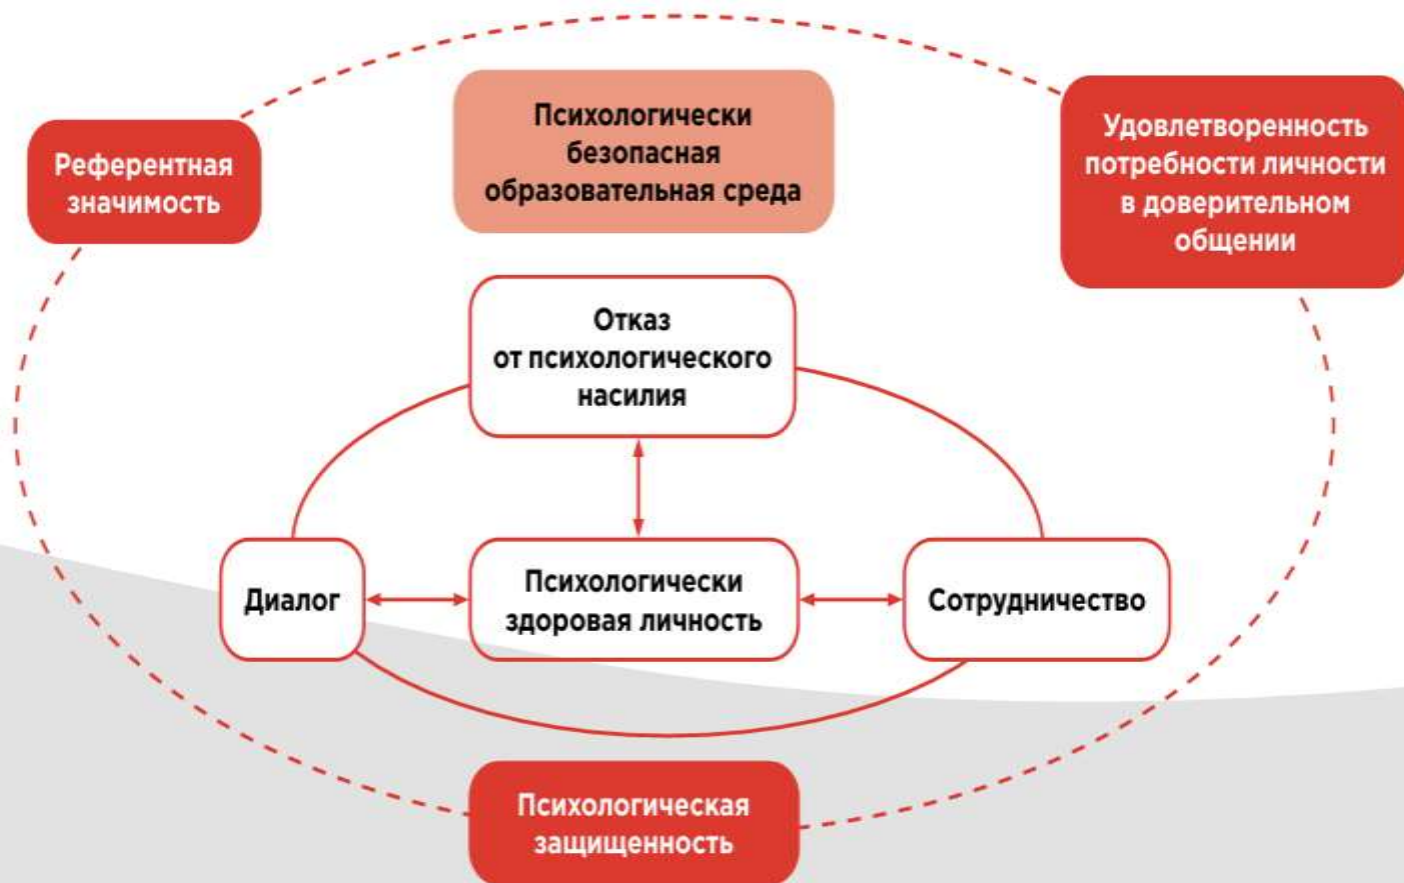 Психологически
безопасная
образовательная среда
Референтная
значимость
Удовлетворенность
потребности личности
в доверительном
общении
Отказ
от психологического
насилия
Диалог
Психологически
здоровая личность
Сотрудничество
Психологическая
защищенность